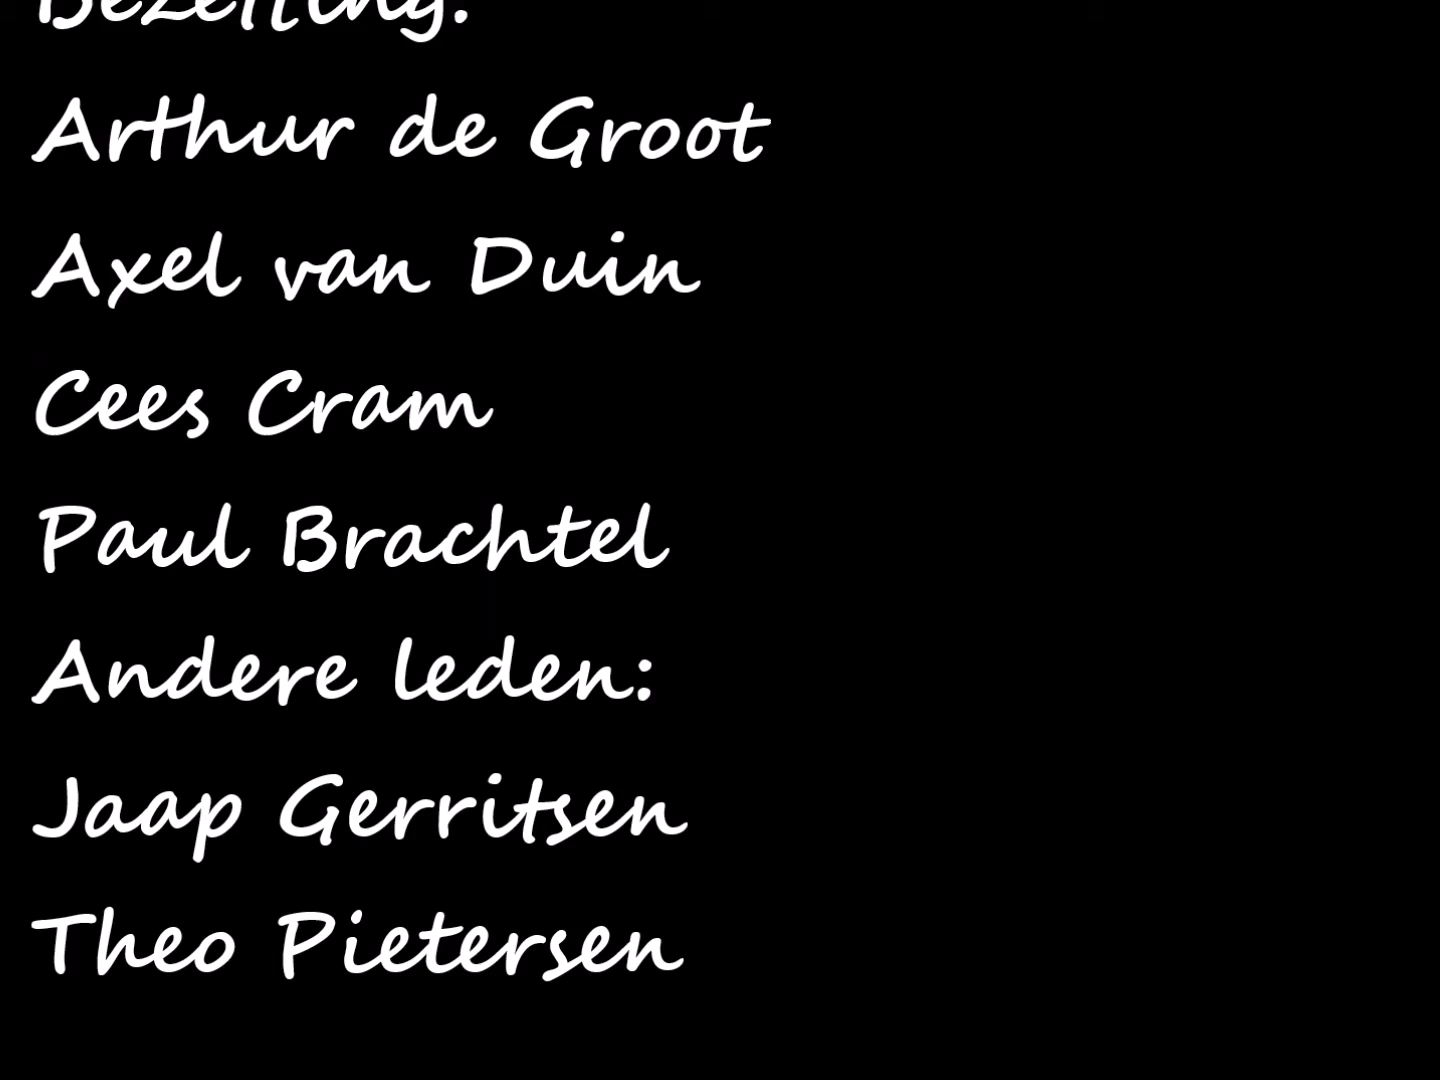 Bezetting:
Arthur de Groot
Axel van Duin
Cees Cram
Paul Brachtel
Andere leden:
Jaap Gerritsen
Theo Pietersen